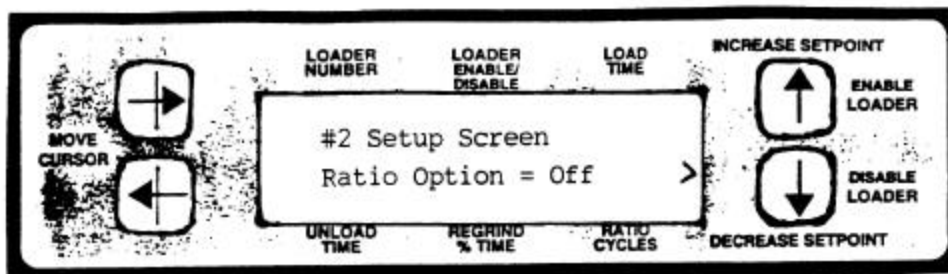 MOVE
CURSOR
LOADER
NUMBER
LOADER
ENABLE/
DISABLE
LOAD
TIME
#2 Setup Screen
Ratio Option = Off >
UNLOAD
TIME
REGRIND
% TIME
RATIO
CYCLES
INCREASE SETPOINT
ENABLE
LOADER
DISABLE
LOADER
DECREASE SETPOINT